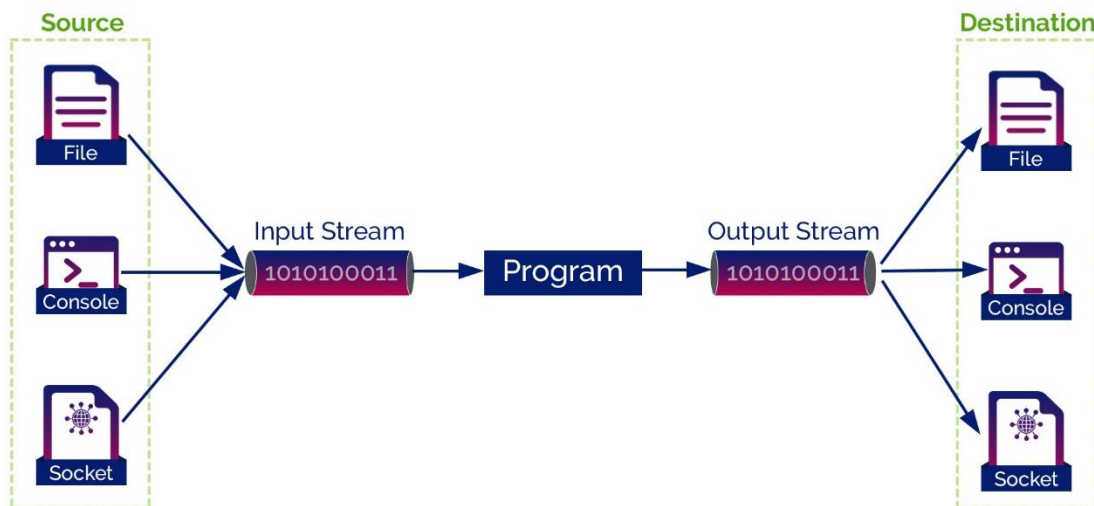 Source
Destination
File
File
Input Stream
Output Stream
1010100011
Program
1010100011
Console
Console
Socket
Socket